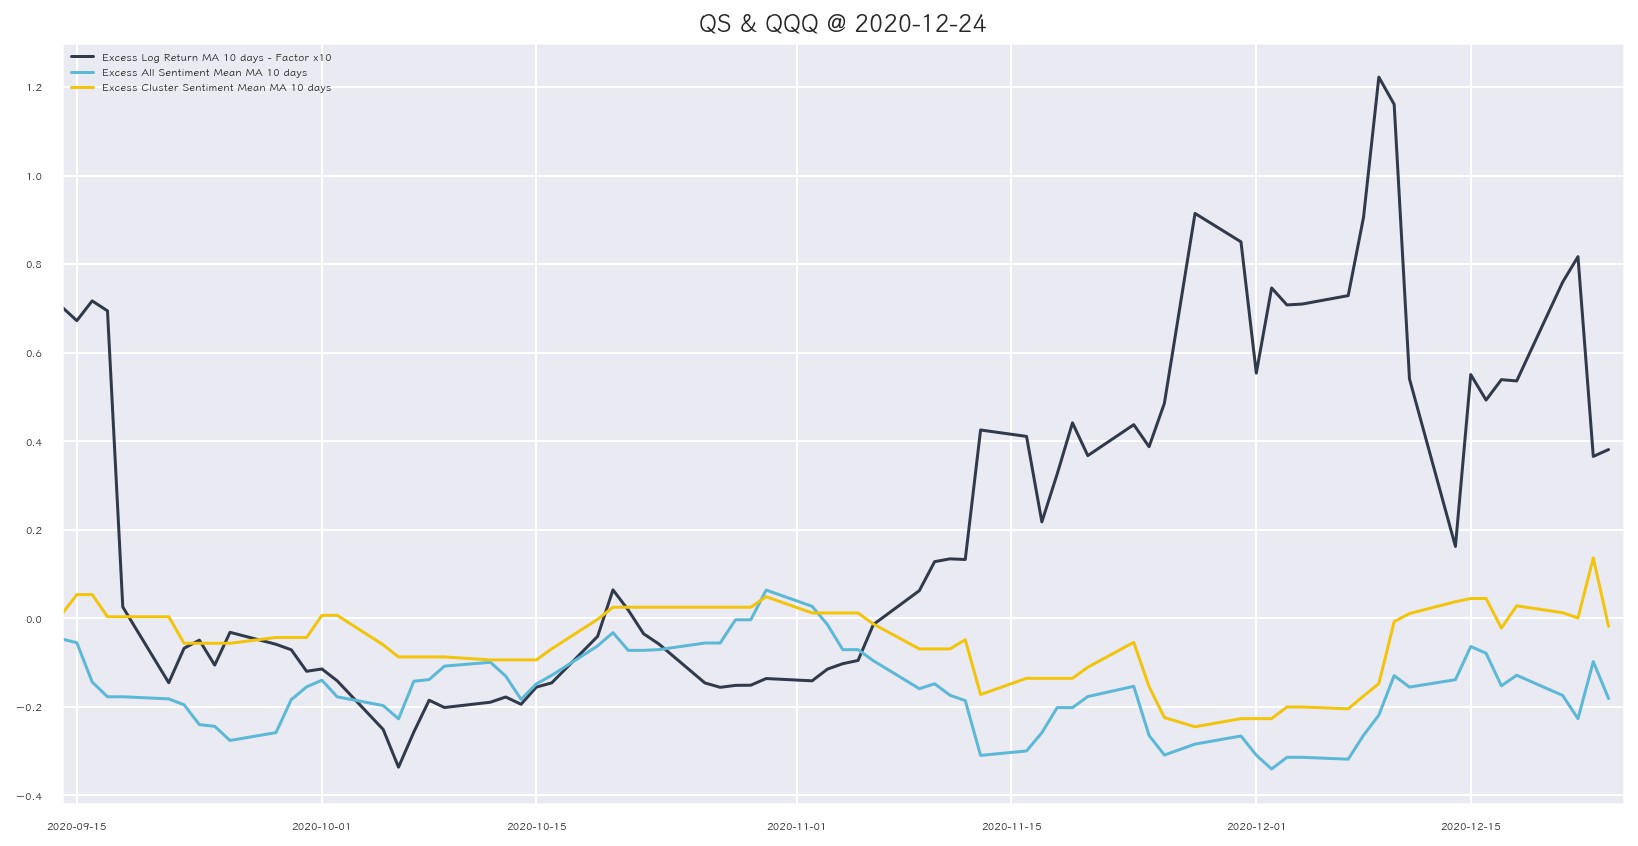 QS & QQQ @ 2020-12-24
Excess Log Return MA 10 days - Factor x10
Excess All Sentiment Mean MA 10 days
Excess Cluster Sentiment Mean MA 10 days
1.2
1.0
0.8
0.6
0.4
0.2
0.0
−0.2
−0.4
2020-09-15 2020-10-01 2020-10-15 2020-11-01 2020-11-15 2020-12-01 2020-12-15